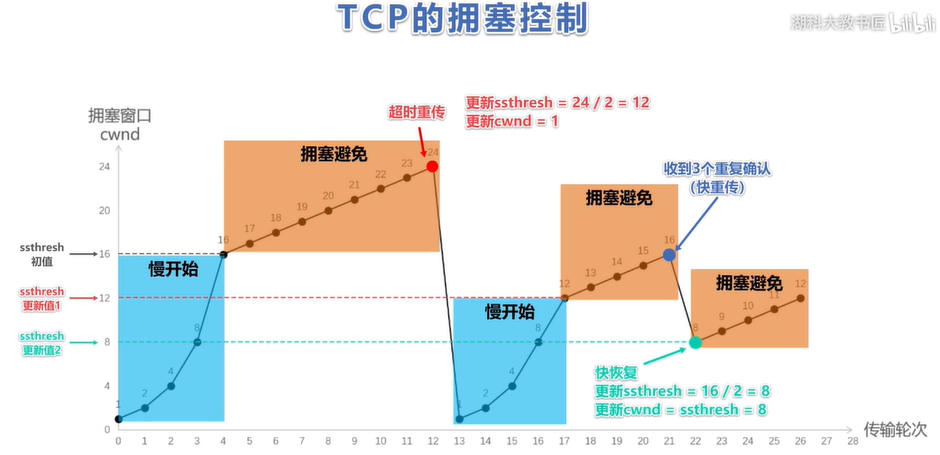 TCP的拥塞控制
湖科大教书匠 bilibili
拥塞窗口
cwnd
超时重传
更新ssthresh = 24 / 2 = 12
更新cwnd = 1
拥塞避免
24
24
23
22
21
20
20
19
18
17
16
收到3个重复确认
(快重传)
拥塞避免
16
15
14
13
12
ssthresh
初值
16
慢开始
ssthresh
更新值1
12
慢开始
拥塞避免
12
11
10
9
8
ssthresh
更新值2
8
8
8
4
4
4
2
2
1
1
0
快恢复
更新ssthresh = 16 / 2 = 8
更新cwnd = ssthresh = 8
0 1 2 3 4 5 6 7 8 9 10 11 12 13 14 15 16 17 18 19 20 21 22 23 24 25 26 27 28
传输轮次